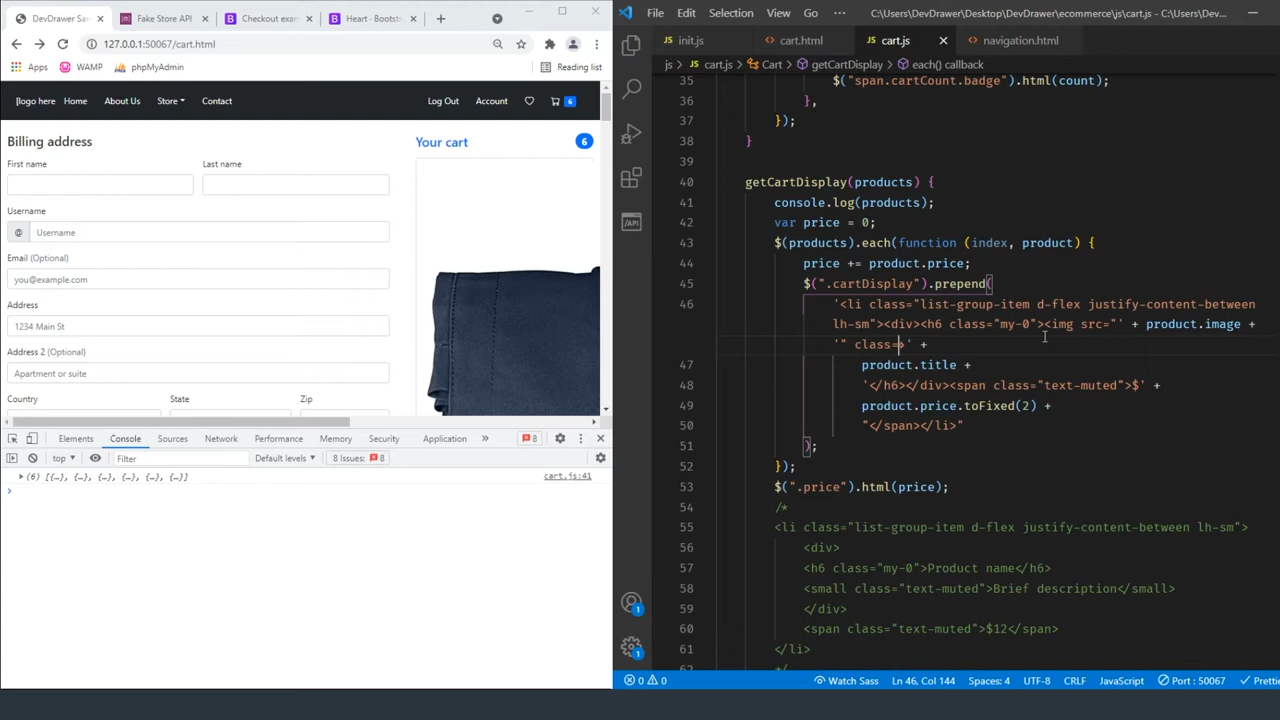 DevDrawer Sam
Fake Store API
Checkout exam
Heart - Bootst
127.0.0.1:50067/cart.html
Apps
WAMP
phpMyAdmin
Reading list
logo here
Home
About Us
Store
Contact
Log Out
Account
6
Billing address
Your cart
6
First name
Last name
Username
@
Username
Email (Optional)
you@example.com
Address
1234 Main St
Address 2 (Optional)
Apartment or suite
Country
State
Zip
Elements
Console
Sources
Network
Performance
Memory
Security
Application
8
top
Filter
Default levels
8 Issues:
8
(6) [{…}, {…}, {…}, {…}, {…}, {…}]
cart.js:41
File
Edit
Selection
View
Go
C:\Users\DevDrawer\Desktop\DevDrawer\ecommerce\js\cart.js - C:\Users\Dev...
init.js
cart.html
cart.js
navigation.html
js > cart.js > Cart > getCartDisplay > each() callback
35 $("span.cartCount.badge").html(count);
36 },
37 });
38 }
39
40 getCartDisplay(products) {
41 console.log(products);
42 var price = 0;
43 $(products).each(function (index, product) {
44 price += product.price;
45 $(".cartDisplay").prepend(
46 '<li class="list-group-item d-flex justify-content-between
lh-sm"><div><h6 class="my-0"><img src="' + product.image +
'" class=>' +
47 product.title +
48 '</h6></div><span class="text-muted">$' +
49 product.price.toFixed(2) +
50 "</span></li>"
51 );
52 });
53 $(".price").html(price);
54 /*
55 <li class="list-group-item d-flex justify-content-between lh-sm">
56 <div>
57 <h6 class="my-0">Product name</h6>
58 <small class="text-muted">Brief description</small>
59 </div>
60 <span class="text-muted">$12</span>
61 </li>
62 */
/API
1
1
0
0
Watch Sass
Ln 46, Col 144
Spaces: 4
UTF-8
CRLF
JavaScript
Port : 50067
Prettie